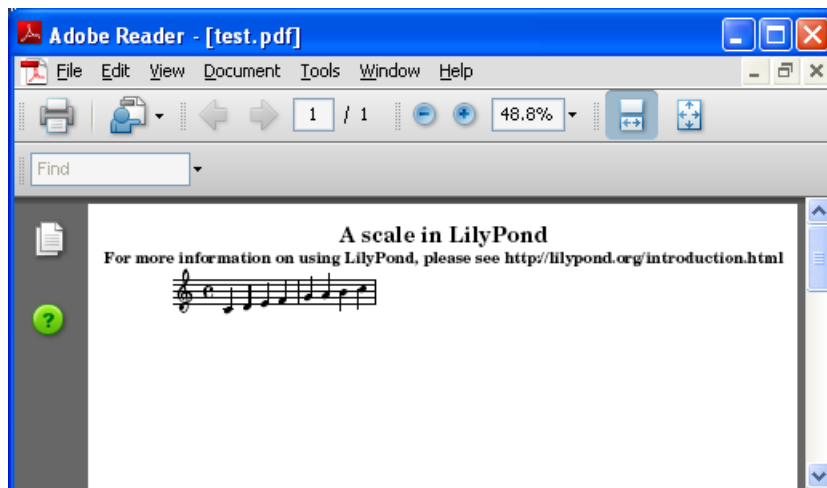 Adobe Reader - [test.pdf]
File Edit View Document Tools Window Help
1 / 1 48.8%
Find
A scale in LilyPond
For more information on using LilyPond, please see http://lilypond.org/introduction.html